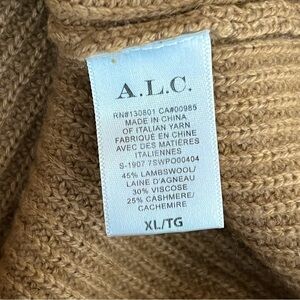 A.L.C.
RN#130801 CA#00985
MADE IN CHINA
OF ITALIAN YARN
FABRIQUÉ EN CHINE
AVEC DES MATIÈRES
ITALIENNES
S-1907 7SWPO00404
45% LAMBSWOOL/
LAINE D'AGNEAU
30% VISCOSE
25% CASHMERE/
CACHEMIRE
XL/TG